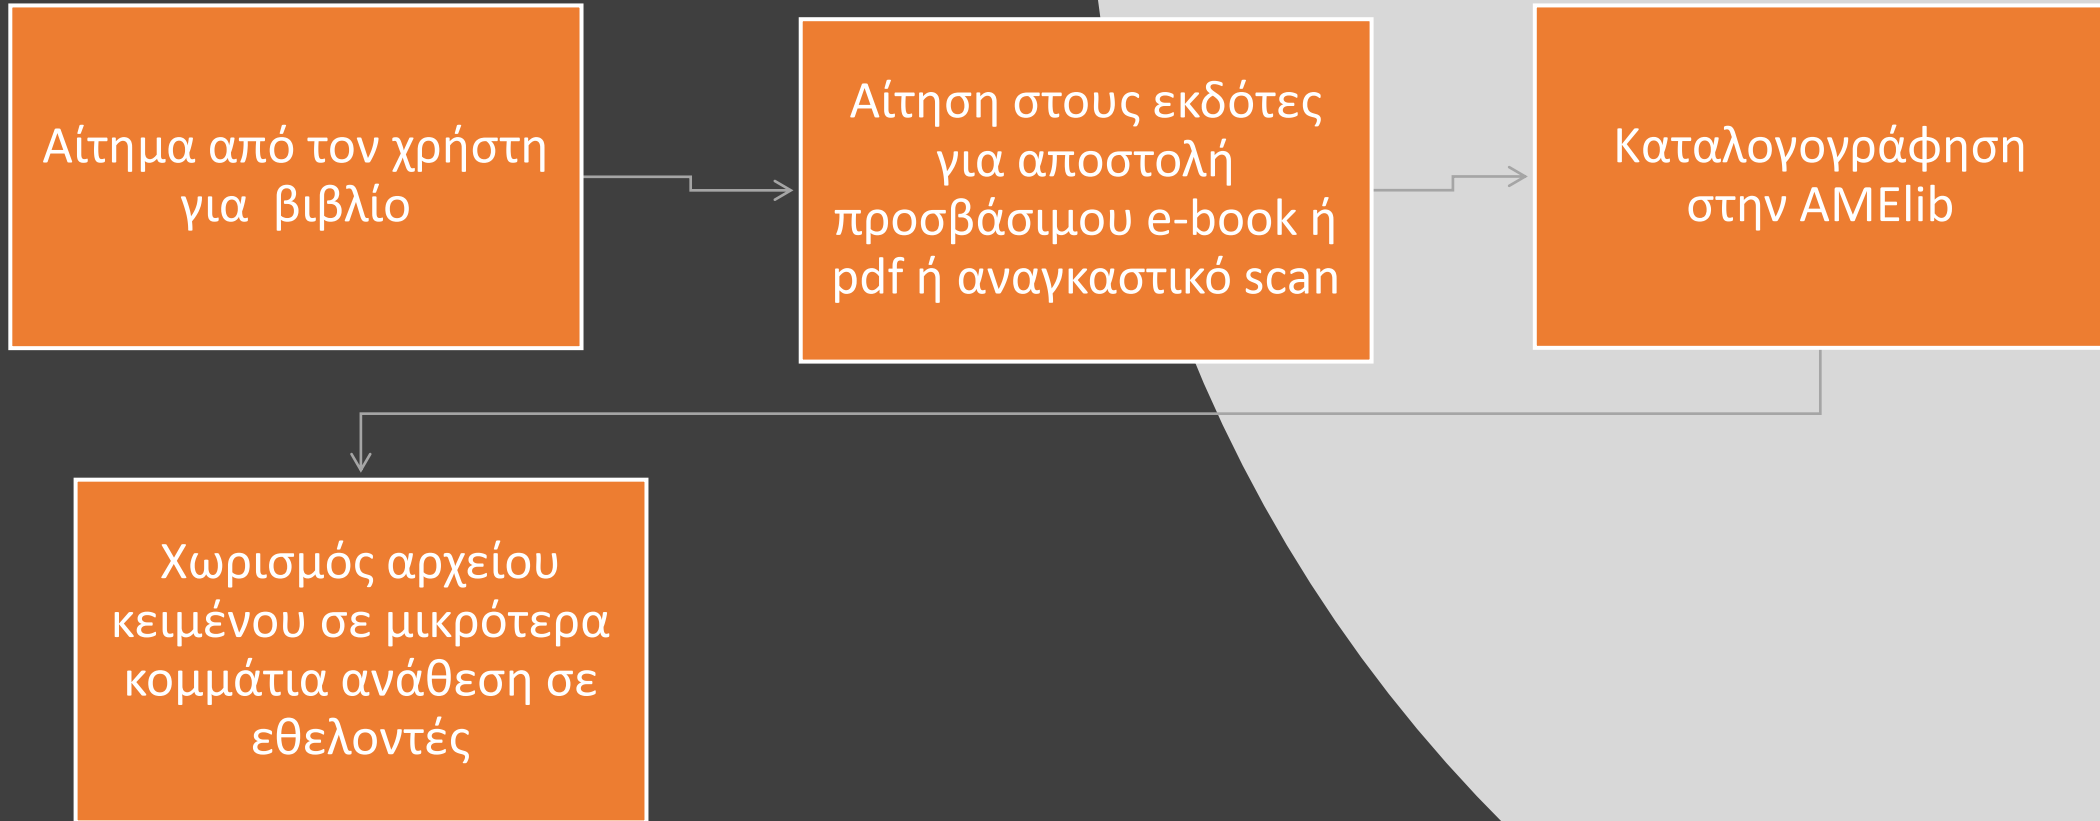 Αίτημα από τον χρήστη
για  βιβλίο
Αίτηση στους εκδότες
για αποστολή
προσβάσιμου e-book ή
pdf ή αναγκαστικό scan
Καταλογογράφηση
στην AMElib
Χωρισμός αρχείου
κειμένου σε μικρότερα
κομμάτια ανάθεση σε
εθελοντές